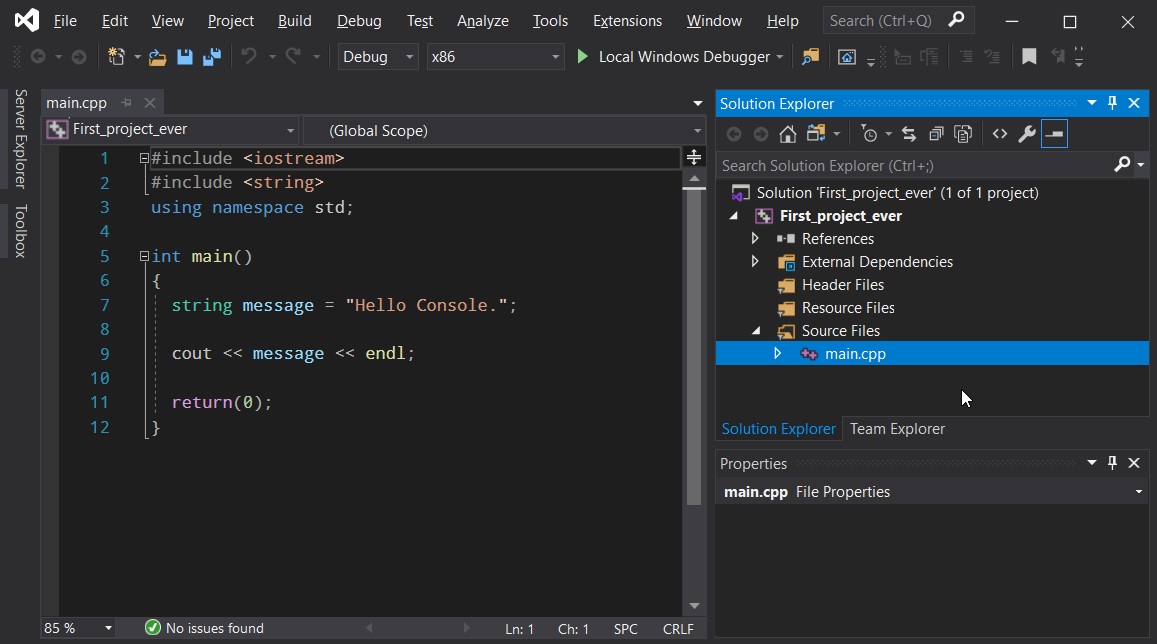 File Edit View Project Build Debug Test Analyze Tools Extensions Window Help Search (Ctrl+Q)
Debug x86 Local Windows Debugger
Server Explorer
Toolbox
main.cpp
First_project_ever (Global Scope)
1 #include <iostream>
2 #include <string>
3 using namespace std;
4
5 int main()
6 {
7 string message = "Hello Console.";
8
9 cout << message << endl;
10
11 return(0);
12 }
85 % No issues found Ln: 1 Ch: 1 SPC CRLF
Solution Explorer
Search Solution Explorer (Ctrl+;)
Solution 'First_project_ever' (1 of 1 project)
First_project_ever
References
External Dependencies
Header Files
Resource Files
Source Files
main.cpp
Solution Explorer Team Explorer
Properties
main.cpp File Properties